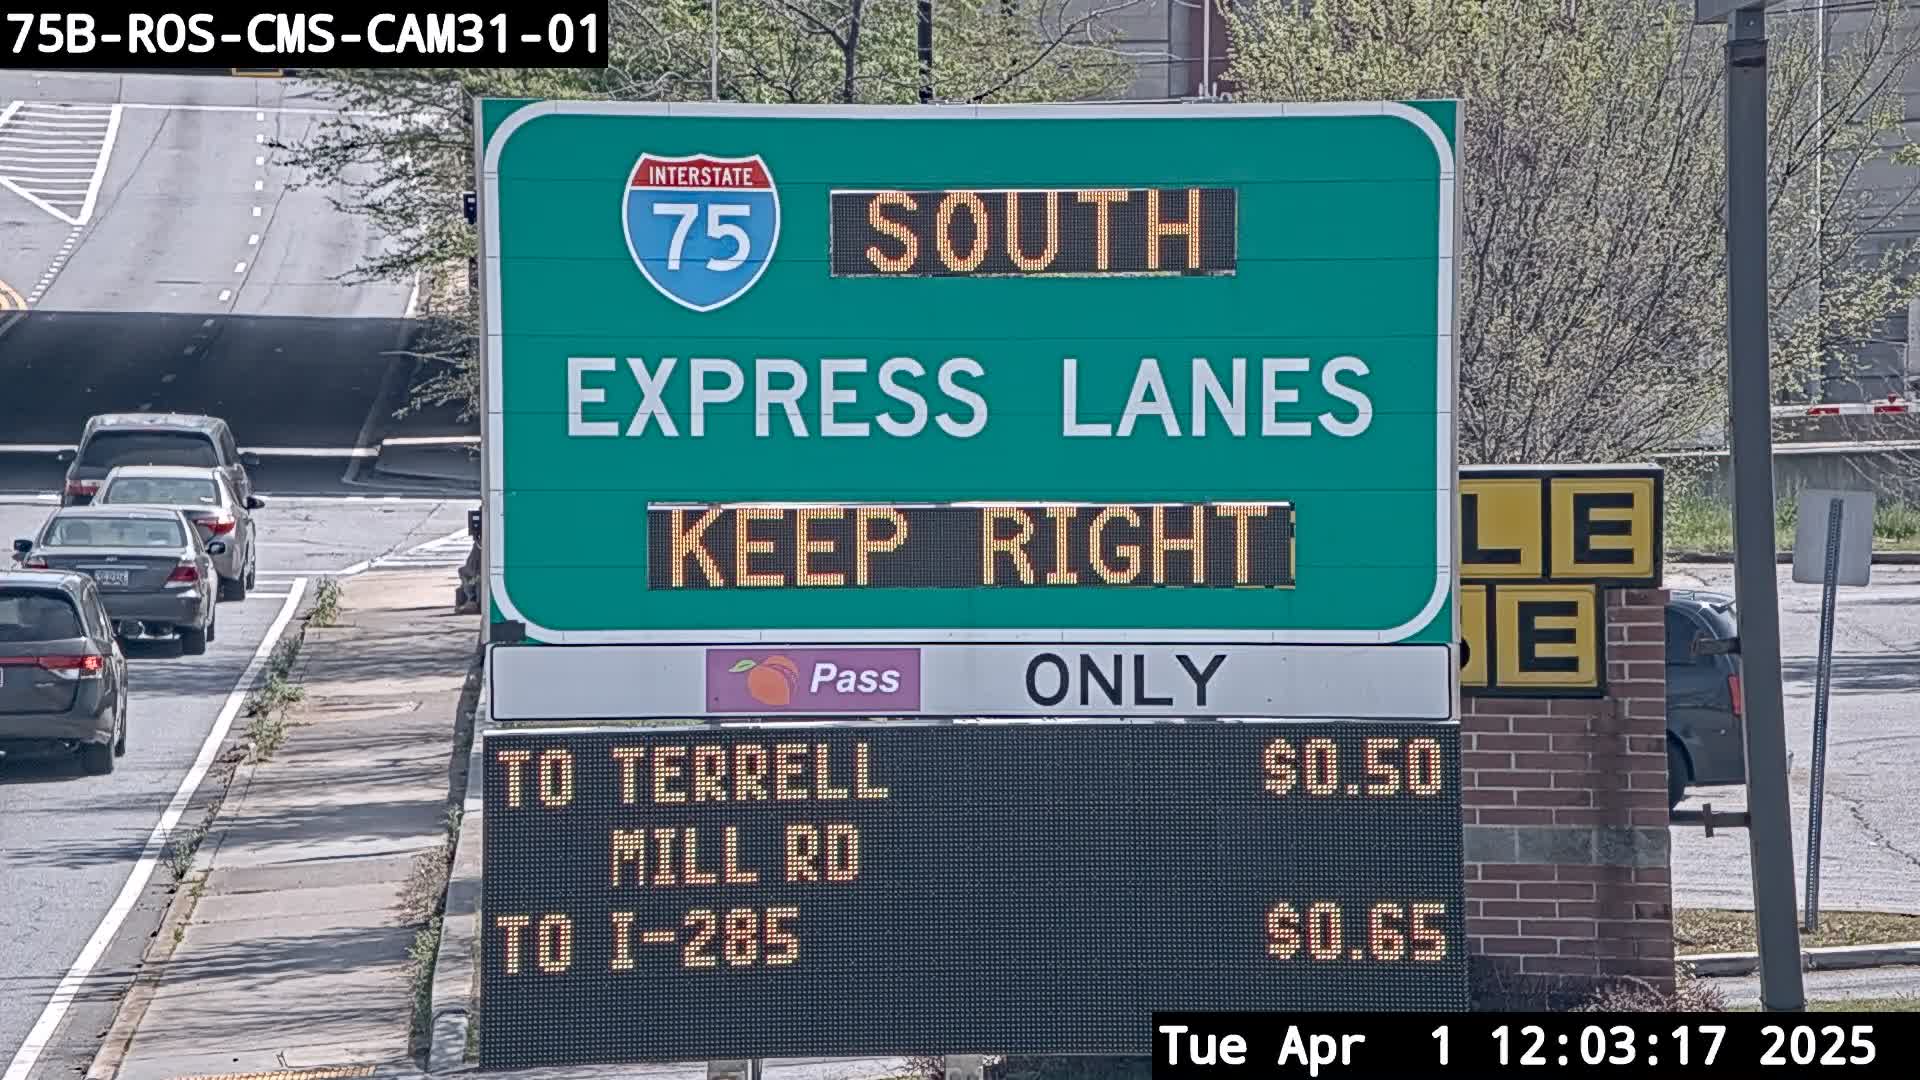 75B-ROS-CMS-CAM31-01
INTERSTATE
75
SOUTH
EXPRESS LANES
KEEP RIGHT
Pass ONLY
TO TERRELL $0.50
MILL RD
TO I-285 $0.65
LE
E
Tue Apr 1 12:03:17 2025